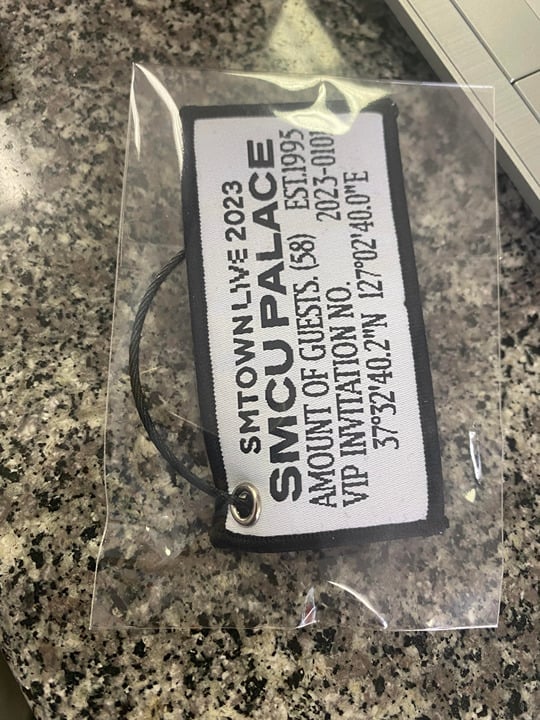 SMTOWN LIVE 2023
SMCU PALACE
AMOUNT OF GUESTS. (58) EST.1995
VIP INVITATION NO. 2023-0101
37°32'40.2"N 127°02'40.0"E